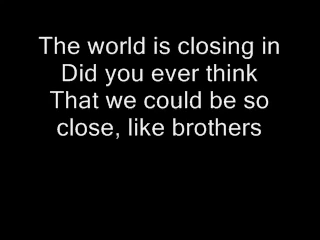 The world is closing in
Did you ever think
That we could be so
close, like brothers